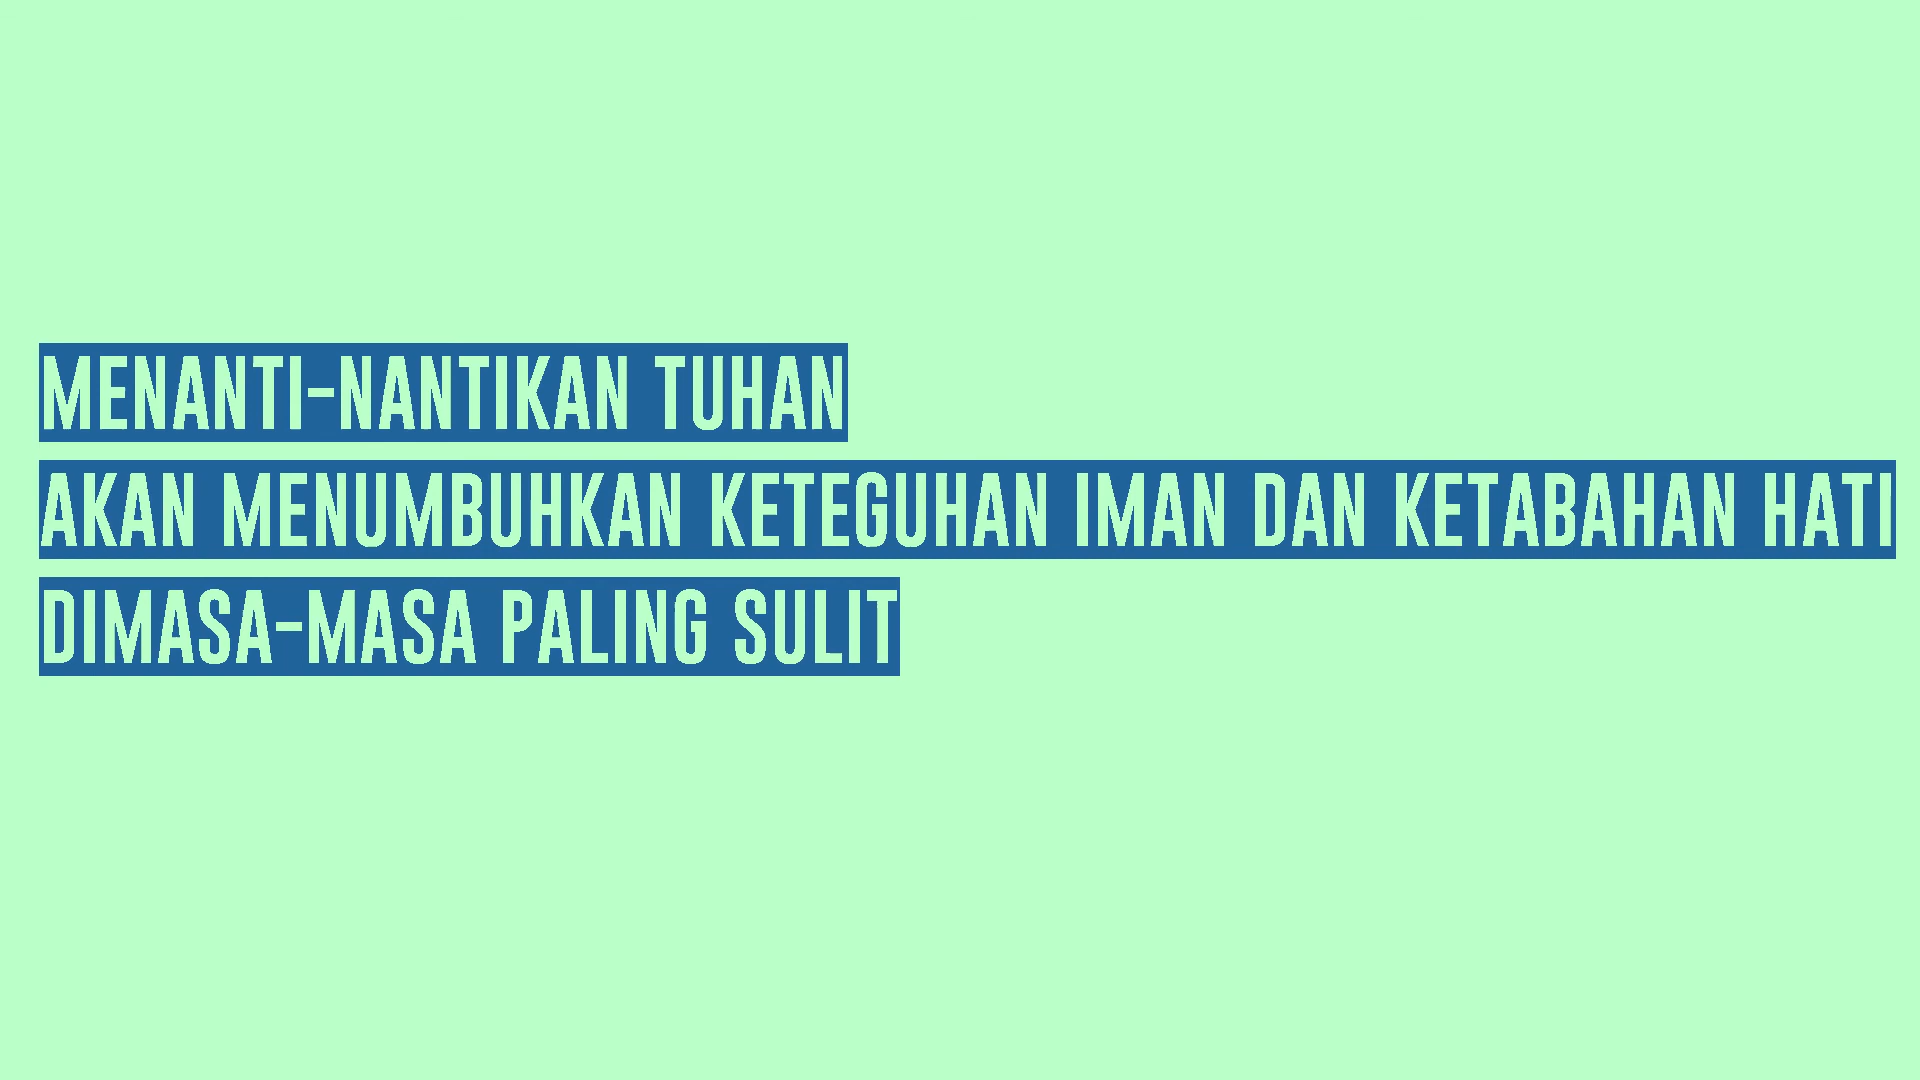 MENANTI-NANTIKAN TUHAN
AKAN MENUMBUHKAN KETEGUHAN IMAN DAN KETABAHAN HATI
DIMASA-MASA PALING SULIT